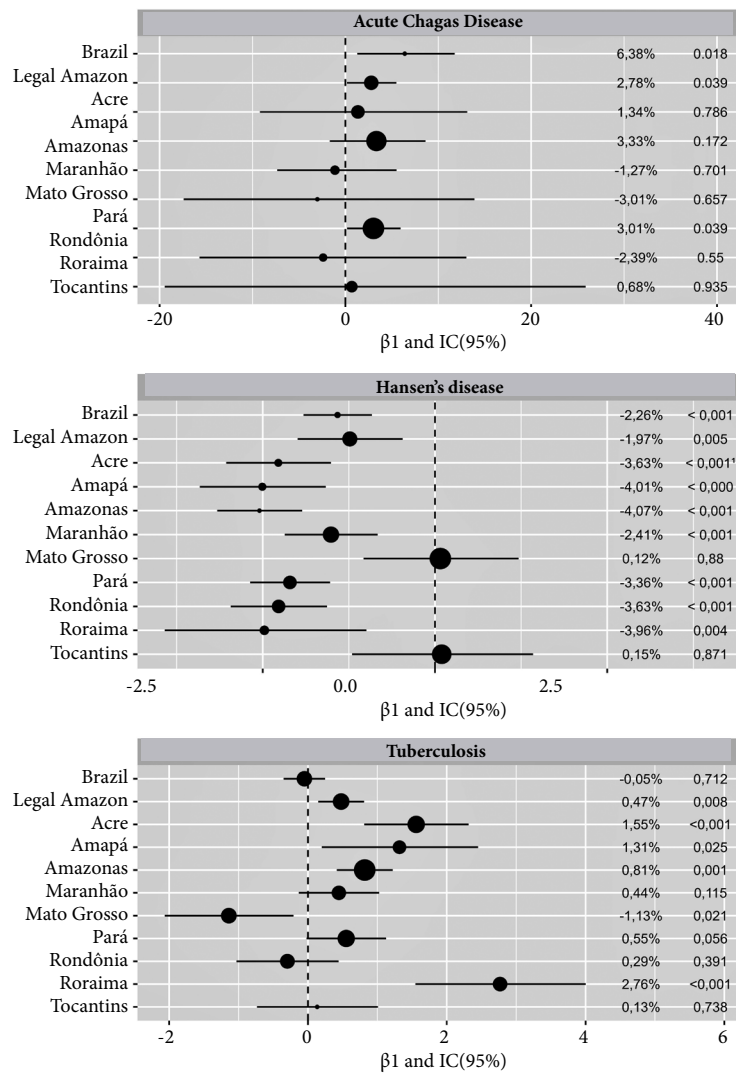 Acute Chagas Disease
Brazil 6,38% 0.018
Legal Amazon 2,78% 0.039
Acre 1,34% 0.786
Amapá
Amazonas 3,33% 0.172
Maranhão -1,27% 0.701
Mato Grosso -3,01% 0.657
Pará 3,01% 0.039
Rondônia
Roraima -2,39% 0.55
Tocantins 0,68% 0.935
-20 0 20 40
β1 and IC(95%)
Hansen's disease
Brazil -2,26% < 0,001
Legal Amazon -1,97% 0,005
Acre -3,63% < 0,001¹
Amapá -4,01% < 0,000
Amazonas -4,07% < 0,001
Maranhão -2,41% < 0,001
Mato Grosso 0,12% 0,88
Pará -3,36% < 0,001
Rondônia -3,63% < 0,001
Roraima -3,96% 0,004
Tocantins 0,15% 0,871
-2.5 0.0 2.5
β1 and IC(95%)
Tuberculosis
Brazil -0,05% 0,712
Legal Amazon 0,47% 0,008
Acre 1,55% <0,001
Amapá 1,31% 0,025
Amazonas 0,81% 0,001
Maranhão 0,44% 0,115
Mato Grosso -1,13% 0,021
Pará 0,55% 0,056
Rondônia 0,29% 0,391
Roraima 2,76% <0,001
Tocantins 0,13% 0,738
-2 0 2 4 6
β1 and IC(95%)